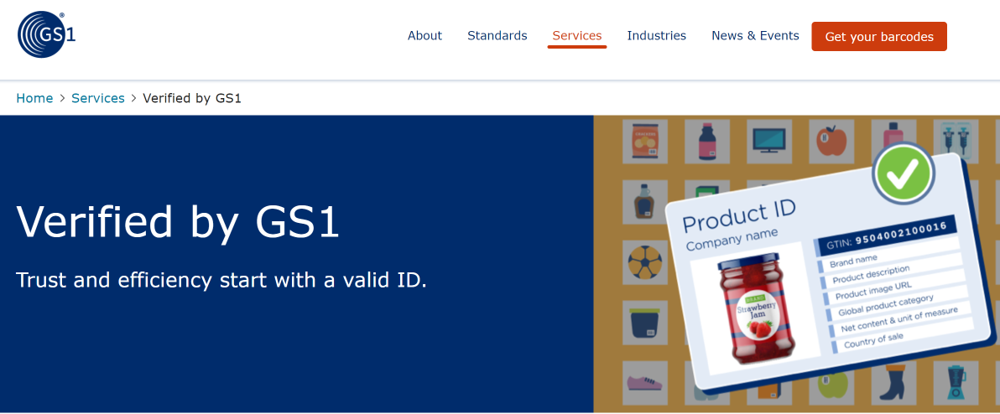 GS1®
About Standards Services Industries News & Events Get your barcodes
Home > Services > Verified by GS1
Verified by GS1
Trust and efficiency start with a valid ID.
Product ID
Company name
GTIN: 9504002100016
Brand name
Product description
Product image URL
Global product category
Net content & unit of measure
Country of sale
BRAND
Strawberry
Jam